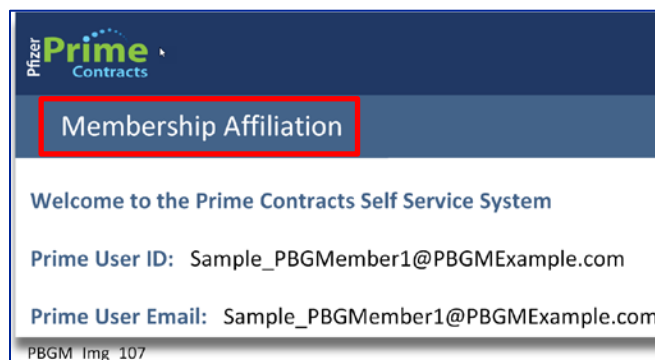 Pfizer
Prime
Contracts
Membership Affiliation
Welcome to the Prime Contracts Self Service System
Prime User ID: Sample_PBGMember1@PBGMExample.com
Prime User Email: Sample_PBGMember1@PBGMExample.com
PBGM_Img_107